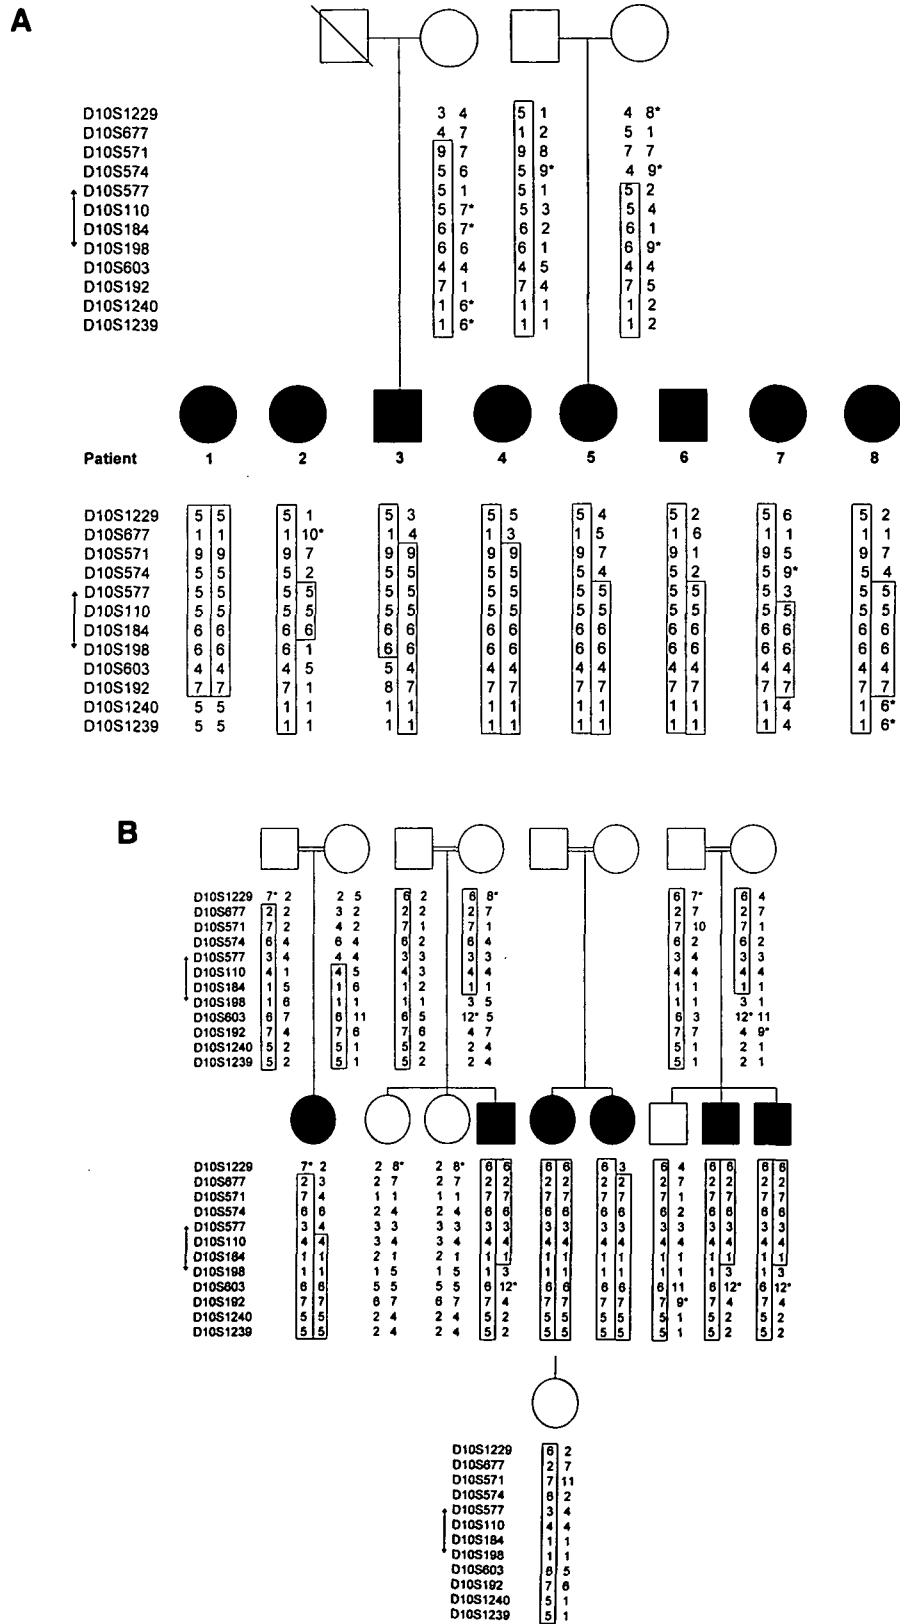 A
D10S1229 3 4 5 1 4 8*
D10S677 4 7 1 2 5 1
D10S571 9 7 9 8 7 7
D10S574 5 6 5 9* 4 9*
D10S577 5 1 5 1 5 2
D10S110 5 7* 5 3 5 4
D10S184 6 7* 6 2 6 1
D10S198 6 6 6 1 6 9*
D10S603 4 4 4 5 4 4
D10S192 7 1 7 4 7 5
D10S1240 1 6* 1 1 1 2
D10S1239 1 6* 1 1 1 2
Patient 1 2 3 4 5 6 7 8
D10S1229 5 5 5 1 5 3 5 5 5 4 5 2 5 6 5 2
D10S677 1 1 1 10* 1 4 1 3 1 5 1 6 1 1 1 1
D10S571 9 9 9 7 9 9 9 9 9 7 9 1 9 5 9 7
D10S574 5 5 5 2 5 5 5 5 5 4 5 2 5 9* 5 4
D10S577 5 5 5 5 5 5 5 5 5 5 5 5 5 3 5 5
D10S110 5 5 5 5 5 5 5 5 5 5 5 5 5 5 5 5
D10S184 6 6 6 6 6 6 6 6 6 6 6 6 6 6 6 6
D10S198 6 6 6 1 6 6 6 6 6 6 6 6 6 6 6 6
D10S603 4 4 4 5 5 4 4 4 4 4 4 4 4 4 4 4
D10S192 7 7 7 1 8 7 7 7 7 7 7 7 7 7 7 7
D10S1240 5 5 1 1 1 1 1 1 1 1 1 1 1 4 1 6*
D10S1239 5 5 1 1 1 1 1 1 1 1 1 1 1 4 1 6*
B
D10S1229 7* 2 2 5 6 2 6 8* 6 7* 6 4
D10S677 2 2 3 2 2 2 2 7 2 7 2 7
D10S571 7 2 4 2 7 1 7 1 7 10 7 1
D10S574 6 4 6 4 6 2 6 4 6 2 6 2
D10S577 3 4 4 4 3 3 3 3 3 4 3 3
D10S110 4 1 4 5 4 3 4 4 4 4 4 4
D10S184 1 5 1 6 1 2 1 1 1 1 1 1
D10S198 1 6 1 1 1 1 3 5 1 1 3 1
D10S603 6 7 6 11 6 5 12* 5 6 3 12* 11
D10S192 7 4 7 6 7 6 4 7 7 7 4 9*
D10S1240 5 2 5 1 5 2 2 4 5 1 2 1
D10S1239 5 2 5 1 5 2 2 4 5 1 2 1
D10S1229 7* 2 2 8* 2 8* 6 6 6 6 6 3 6 4 6 6 6 6
D10S677 2 3 2 7 2 7 2 2 2 2 2 2 2 7 2 2 2 2
D10S571 7 4 1 1 1 1 7 7 7 7 7 7 7 1 7 7 7 7
D10S574 6 6 2 4 2 4 6 6 6 6 6 6 6 2 6 6 6 6
D10S577 3 4 3 3 3 3 3 3 3 3 3 3 3 3 3 3 3 3
D10S110 4 4 3 4 3 4 4 4 4 4 4 4 4 4 4 4 4 4
D10S184 1 1 2 1 2 1 1 1 1 1 1 1 1 1 1 1 1 1
D10S198 1 1 1 5 1 5 1 3 1 1 1 1 1 1 1 3 1 3
D10S603 6 6 5 5 5 5 6 12* 6 6 6 6 6 11 6 12* 6 12*
D10S192 7 7 6 7 6 7 7 4 7 7 7 7 7 9* 7 4 7 4
D10S1240 5 5 2 4 2 4 5 2 5 5 5 5 5 1 5 2 5 2
D10S1239 5 5 2 4 2 4 5 2 5 5 5 5 5 1 5 2 5 2
D10S1229 6 2
D10S677 2 7
D10S571 7 11
D10S574 6 2
D10S577 3 4
D10S110 4 4
D10S184 1 1
D10S198 1 1
D10S603 6 5
D10S192 7 6
D10S1240 5 1
D10S1239 5 1